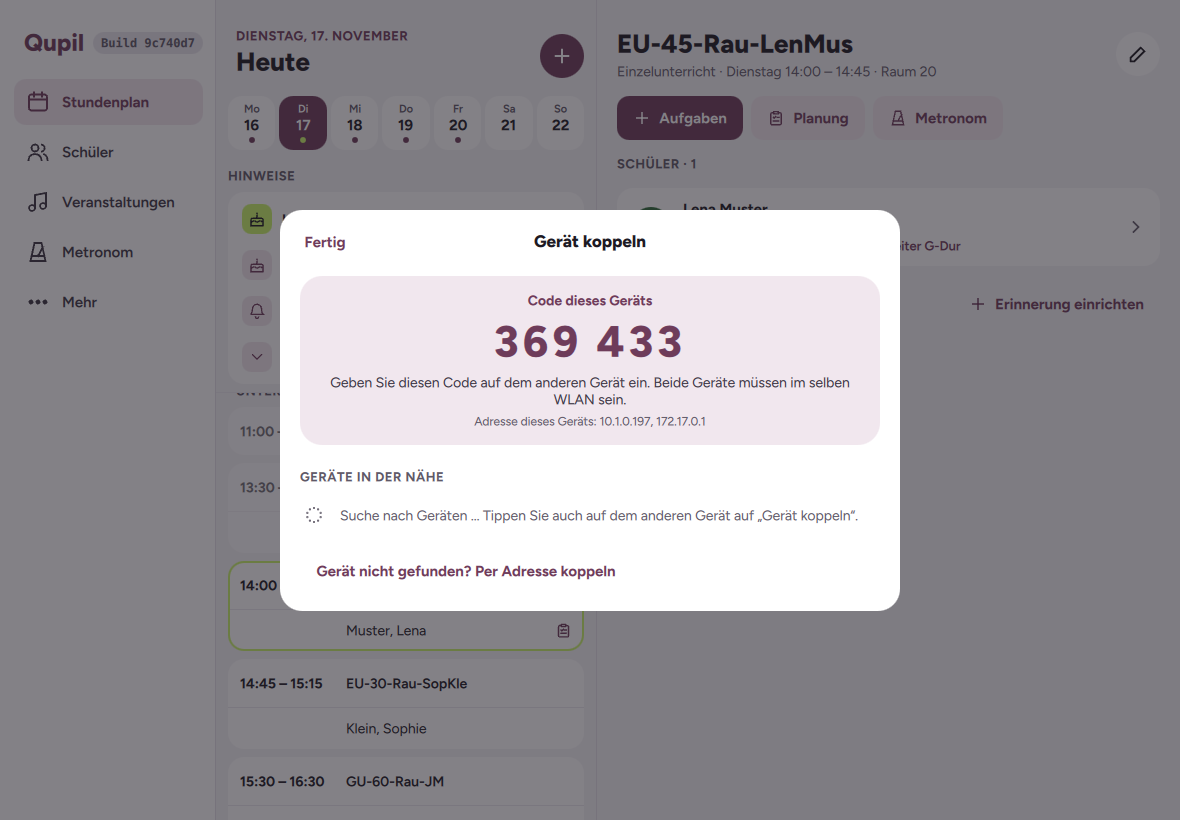 Qupil
Build 9c740d7
Stundenplan
Schüler
Veranstaltungen
Metronom
Mehr
DIENSTAG, 17. NOVEMBER
Heute
Mo Di Mi Do Fr Sa So
16 17 18 19 20 21 22
HINWEISE
11:00
13:30
14:00
Muster, Lena
14:45 – 15:15 EU-30-Rau-SopKle
Klein, Sophie
15:30 – 16:30 GU-60-Rau-JM
EU-45-Rau-LenMus
Einzelunterricht · Dienstag 14:00 – 14:45 · Raum 20
Aufgaben
Planung
Metronom
SCHÜLER · 1
Lena Muster
G-Dur
Erinnerung einrichten
Fertig
Gerät koppeln
Code dieses Geräts
369 433
Geben Sie diesen Code auf dem anderen Gerät ein. Beide Geräte müssen im selben
WLAN sein.
Adresse dieses Geräts: 10.1.0.197, 172.17.0.1
GERÄTE IN DER NÄHE
Suche nach Geräten … Tippen Sie auch auf dem anderen Gerät auf „Gerät koppeln“.
Gerät nicht gefunden? Per Adresse koppeln